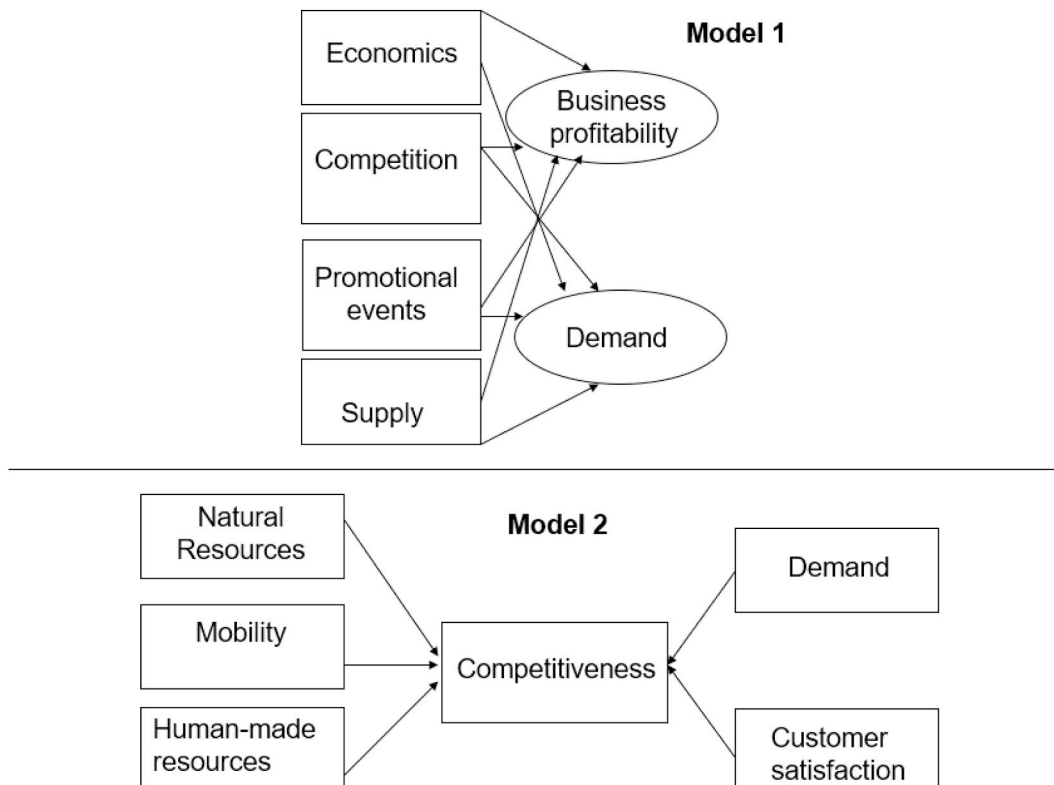 Model 1
Economics
Business
profitability
Competition
Promotional
events
Demand
Supply
Model 2
Natural
Resources
Demand
Mobility
Competitiveness
Human-made
resources
Customer
satisfaction